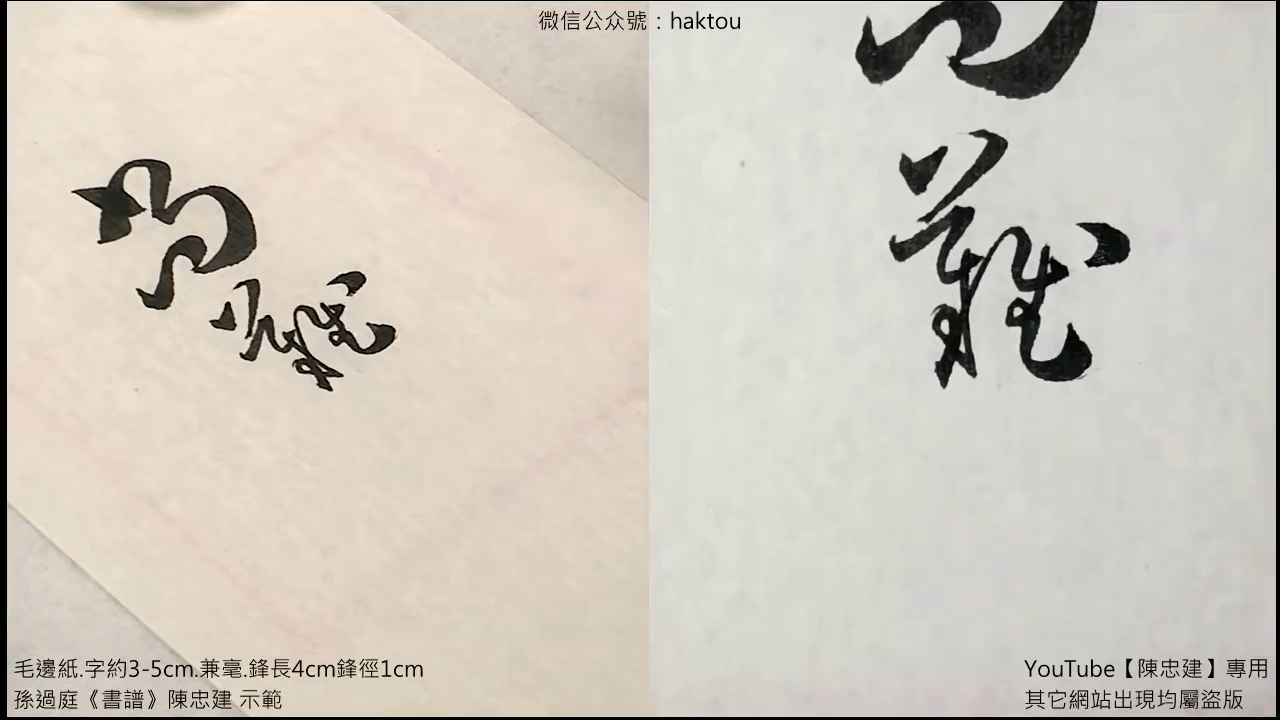 微信公众號：haktou
難
毛邊紙.字約3-5cm.兼毫.鋒長4cm鋒徑1cm
孫過庭《書譜》陳忠建 示範
YouTube【陳忠建】專用
其它網站出現均屬盜版